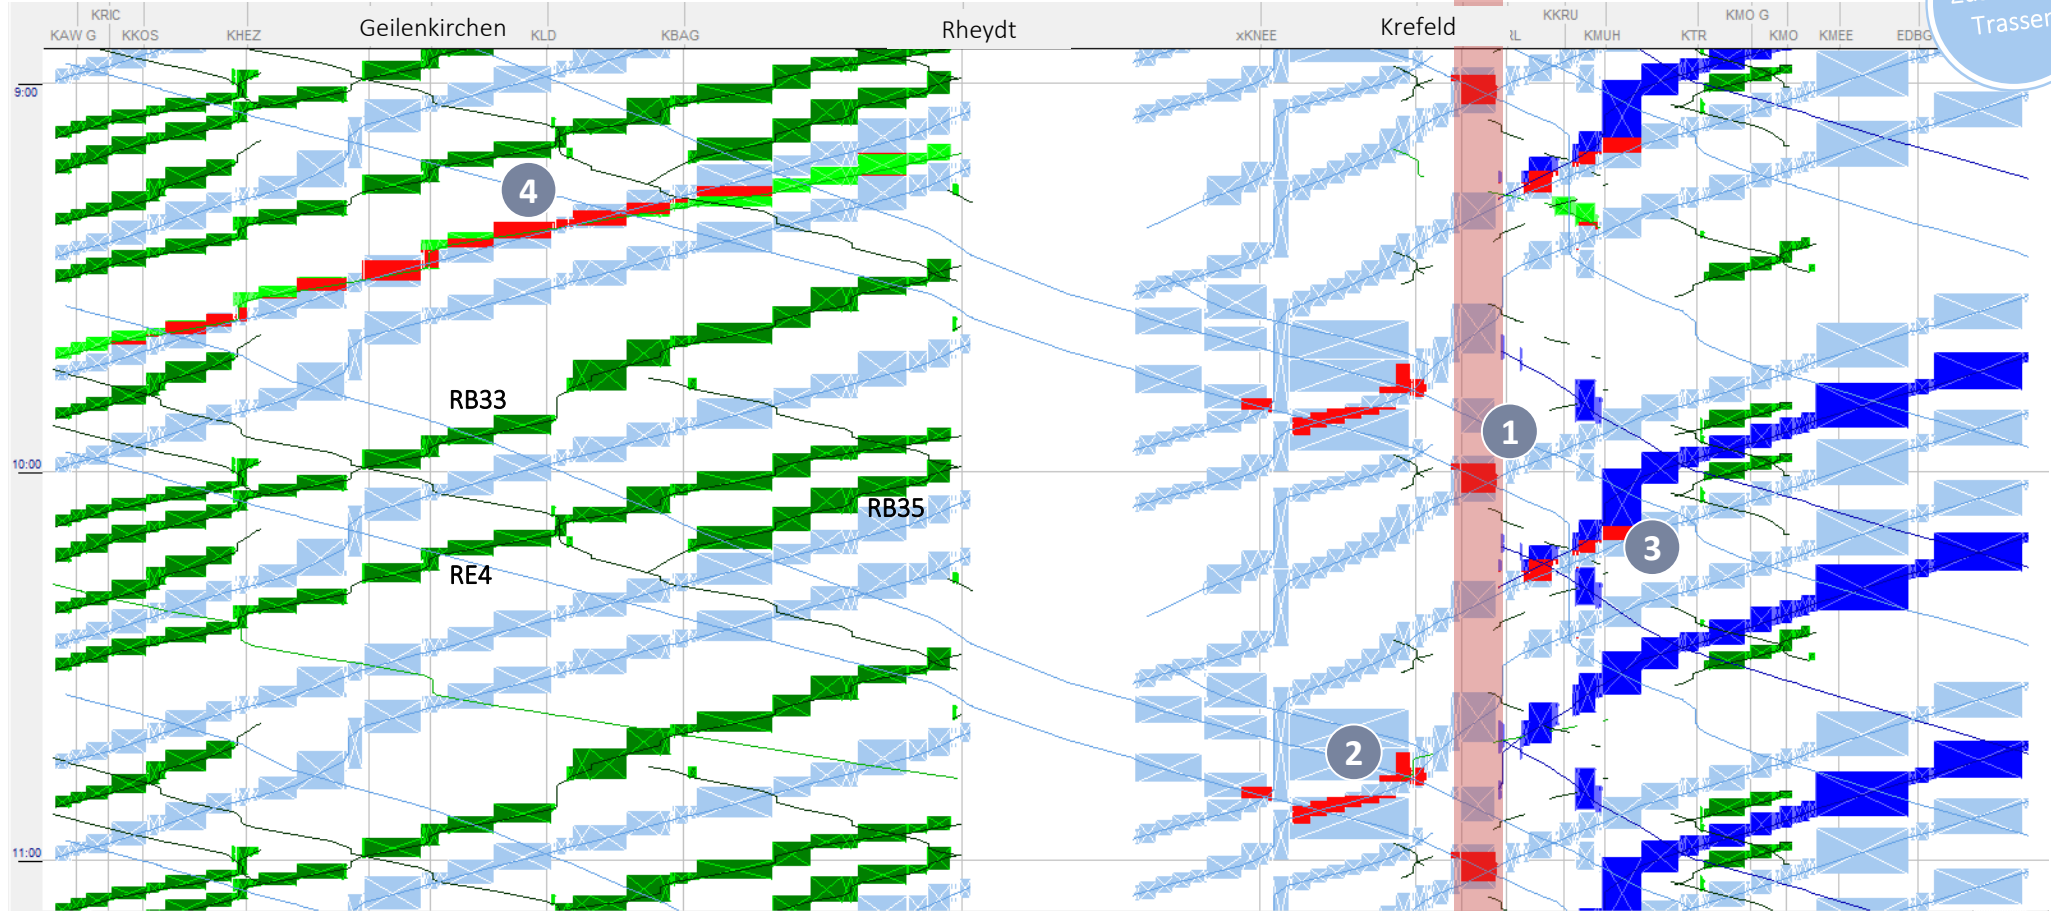 KRIC
Geilenkirchen
Rheydt
Krefeld
KKRU
KMO G
KAW G
KKOS
KHEZ
KLD
KBAG
xKNEE
KMUH
KTR
KMO
KMEE
EDBG
Trassen
9:00
4
RB33
1
10:00
RB35
3
RE4
2
11:00